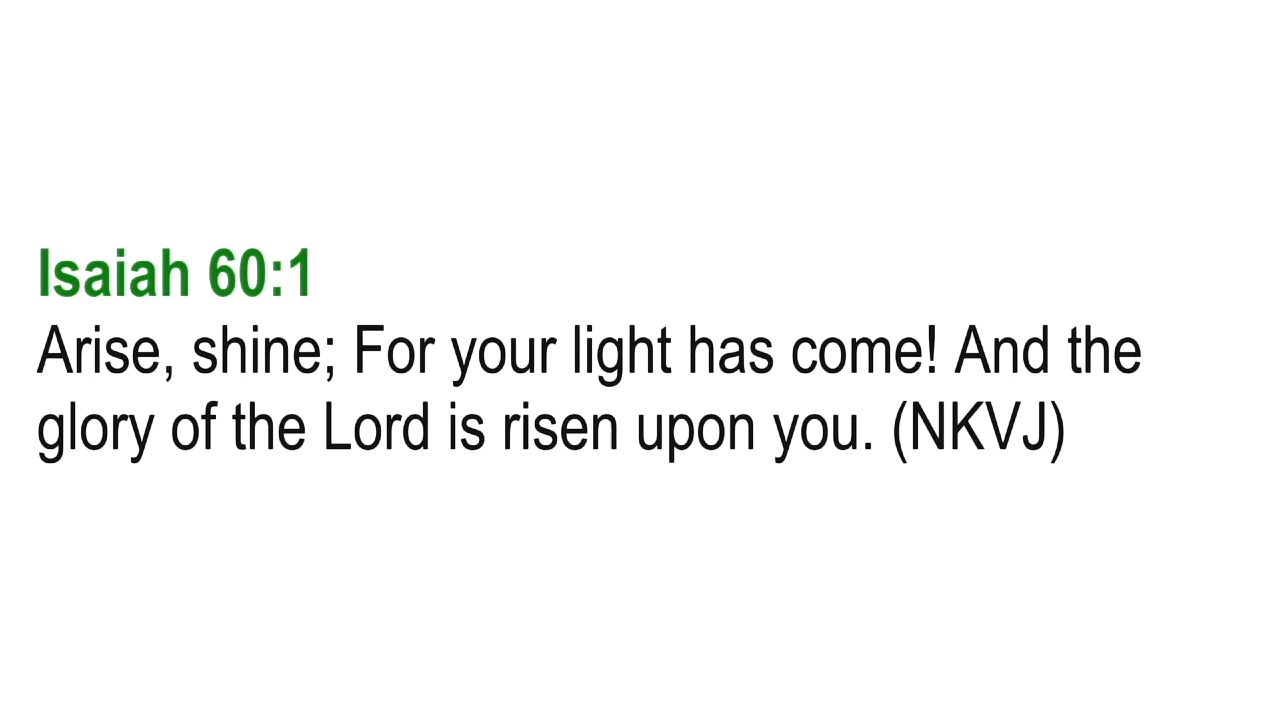 Isaiah 60:1
Arise, shine; For your light has come! And the
glory of the Lord is risen upon you. (NKVJ)